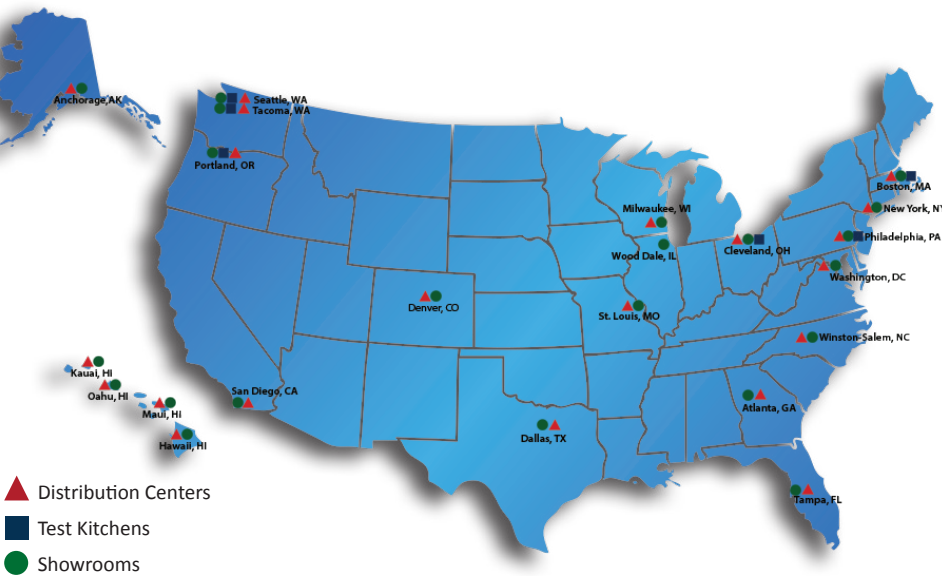 Anchorage, AK
Seattle, WA
Tacoma, WA
Portland, OR
Boston, MA
New York, NY
Milwaukee, WI
Philadelphia, PA
Cleveland, OH
Wood Dale, IL
Washington, DC
Denver, CO
St. Louis, MO
Winston-Salem, NC
Kauai, HI
Oahu, HI
San Diego, CA
Maui, HI
Atlanta, GA
Dallas, TX
Hawaii, HI
Tampa, FL
Distribution Centers
Test Kitchens
Showrooms